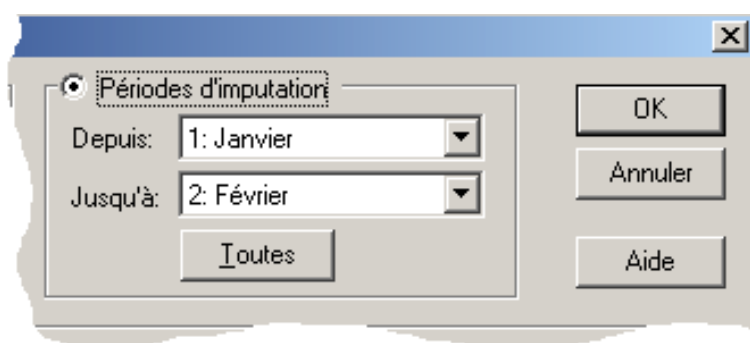 Périodes d'imputation
Depuis: 1: Janvier
Jusqu'à: 2: Février
Toutes
OK
Annuler
Aide